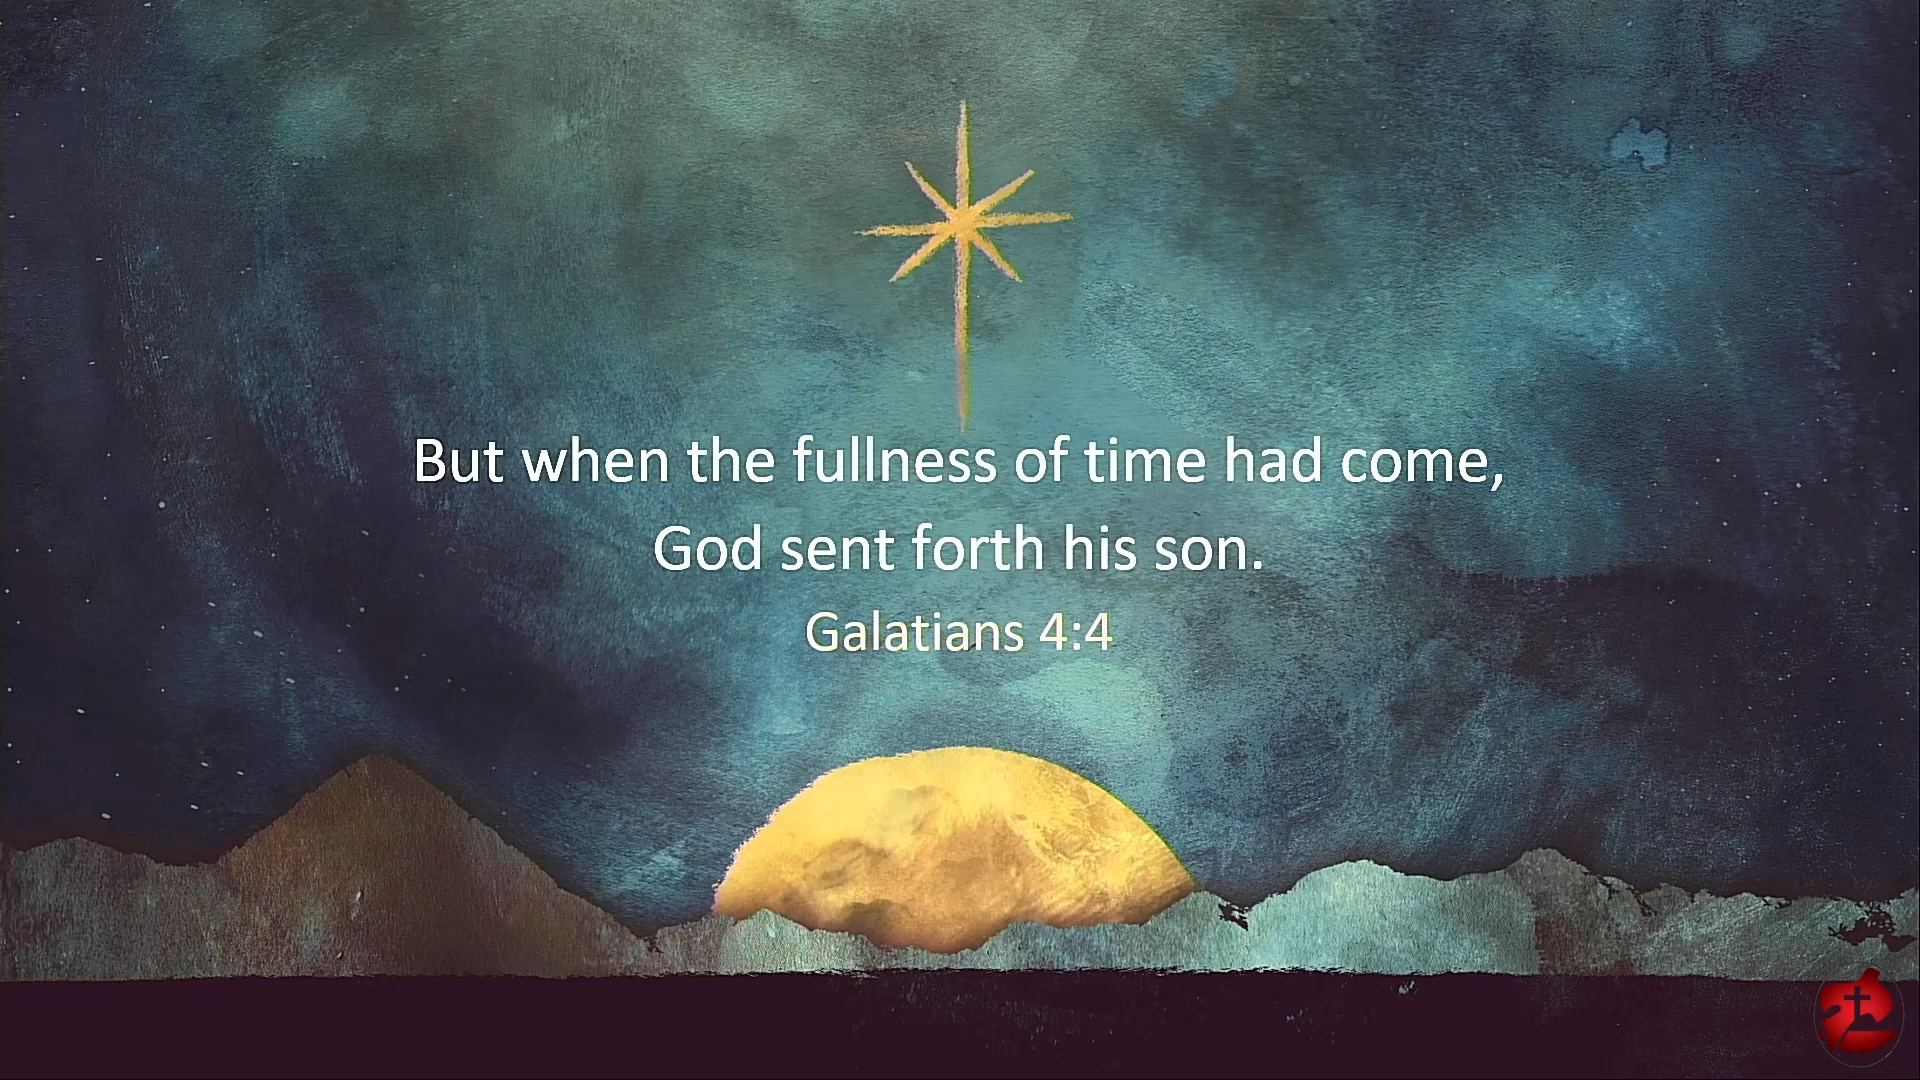 But when the fullness of time had come,
God sent forth his son.
Galatians 4:4